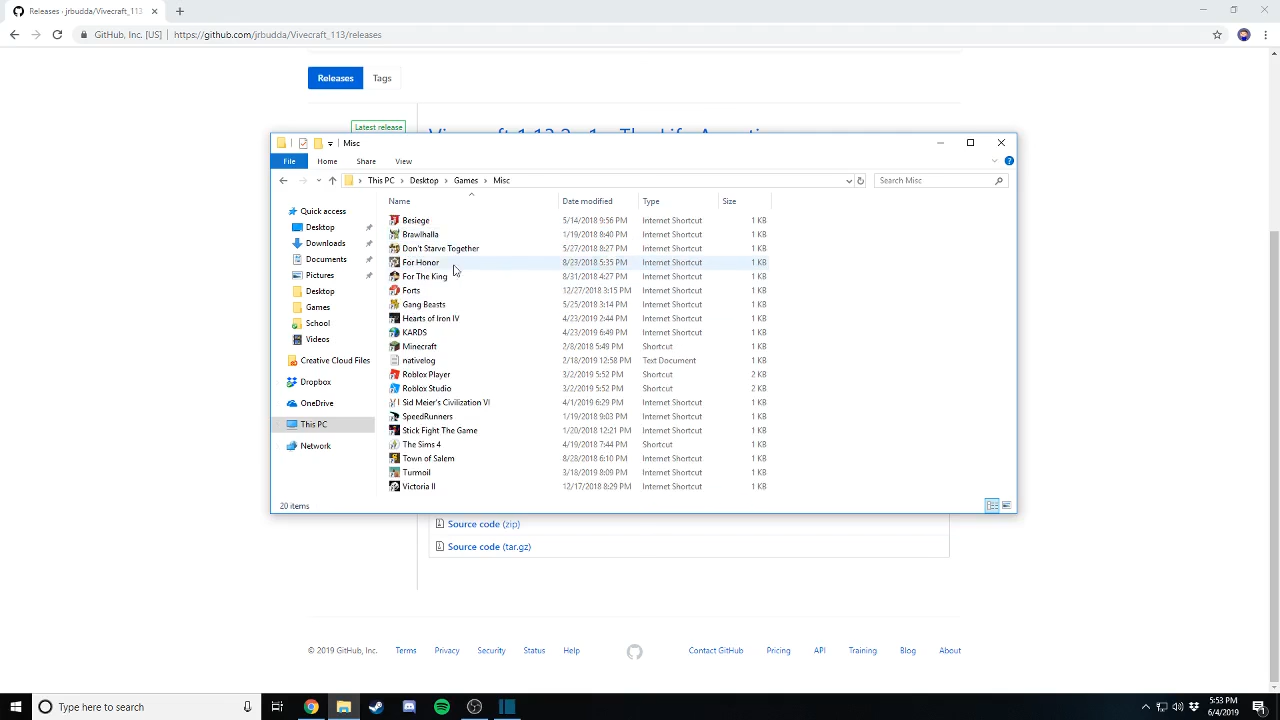 Releases · jrbudda/Vivecraft_113
GitHub, Inc. [US]
https://github.com/jrbudda/Vivecraft_113/releases
Releases
Tags
Latest release
Misc
File
Home
Share
View
This PC
Desktop
Games
Misc
Search Misc
Name
Date modified
Type
Size
Quick access
Desktop
Downloads
Documents
Pictures
Desktop
Games
School
Videos
Creative Cloud Files
Dropbox
OneDrive
This PC
Network
Besiege 5/14/2018 9:56 PM Internet Shortcut 1 KB
Brawlhalla 1/19/2018 8:40 PM Internet Shortcut 1 KB
Don't Starve Together 5/27/2018 8:27 PM Internet Shortcut 1 KB
For Honor 8/23/2018 5:35 PM Internet Shortcut 1 KB
For The King 8/31/2018 4:27 PM Internet Shortcut 1 KB
Forts 12/27/2018 3:15 PM Internet Shortcut 1 KB
Gang Beasts 5/25/2018 3:14 PM Internet Shortcut 1 KB
Hearts of Iron IV 4/23/2019 2:44 PM Internet Shortcut 1 KB
KARDS 4/23/2019 6:49 PM Internet Shortcut 1 KB
Minecraft 2/8/2018 5:49 PM Shortcut 1 KB
nativelog 2/18/2019 12:58 PM Text Document 1 KB
Roblox Player 3/2/2019 5:52 PM Shortcut 2 KB
Roblox Studio 3/2/2019 5:52 PM Shortcut 2 KB
Sid Meier's Civilization VI 4/1/2019 6:29 PM Internet Shortcut 1 KB
SpeedRunners 1/19/2018 9:03 PM Internet Shortcut 1 KB
Stick Fight The Game 1/20/2018 12:21 PM Internet Shortcut 1 KB
The Sims 4 4/19/2018 7:44 PM Shortcut 1 KB
Town of Salem 8/28/2018 6:10 PM Internet Shortcut 1 KB
Turmoil 3/18/2019 8:09 PM Internet Shortcut 1 KB
Victoria II 12/17/2018 8:29 PM Internet Shortcut 1 KB
20 items
Source code (zip)
Source code (tar.gz)
© 2019 GitHub, Inc.
Terms
Privacy
Security
Status
Help
Contact GitHub
Pricing
API
Training
Blog
About
Type here to search
5:53 PM
6/4/2019